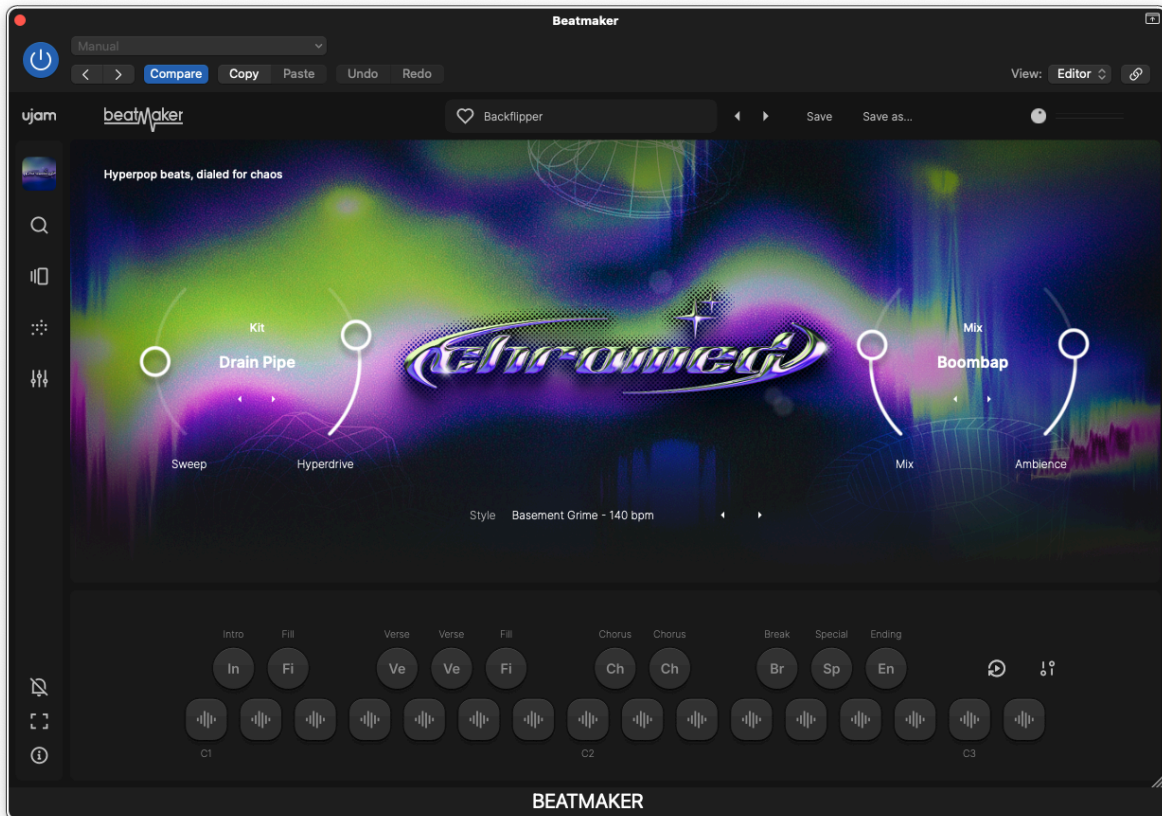 Beatmaker
Manual
Compare Copy Paste Undo Redo View: Editor
ujam beatMaker Backflipper Save Save as...
Hyperpop beats, dialed for chaos
Kit
Drain Pipe
Sweep Hyperdrive
chromed
Mix
Boombap
Mix Ambience
Style Basement Grime - 140 bpm
Intro Fill Verse Verse Fill Chorus Chorus Break Special Ending
In Fi Ve Ve Fi Ch Ch Br Sp En
C1 C2 C3
BEATMAKER